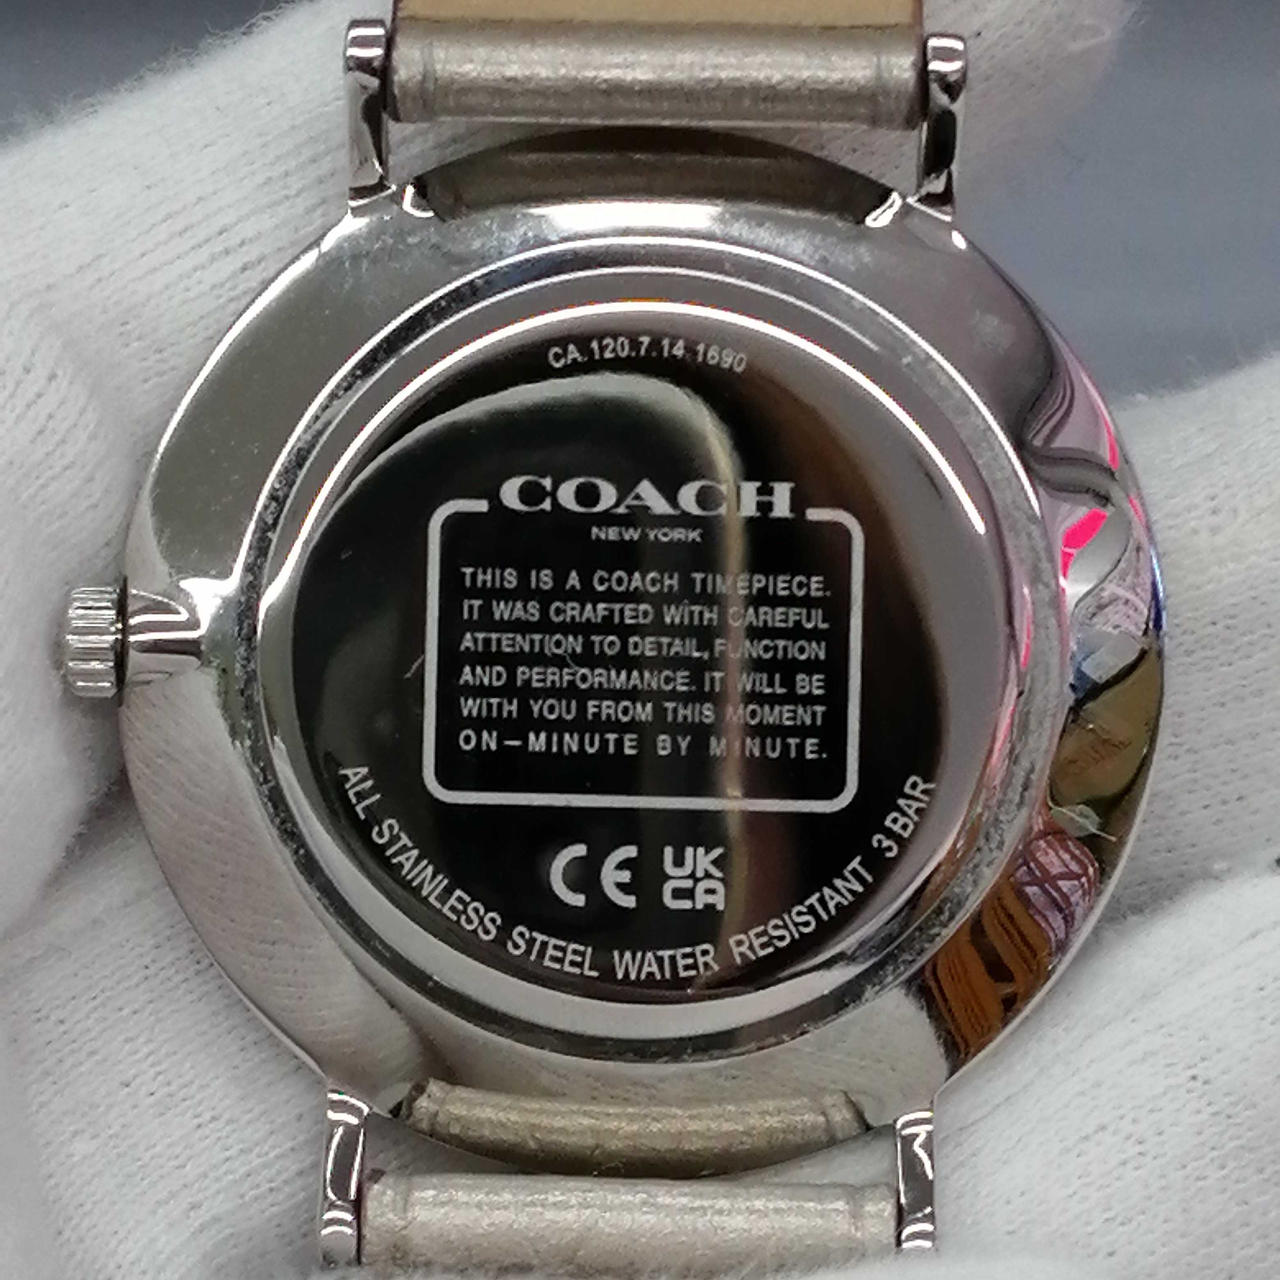 CA.120.7.14.1690
COACH
NEW YORK
THIS IS A COACH TIMEPIECE.
IT WAS CRAFTED WITH CAREFUL
ATTENTION TO DETAIL, FUNCTION
AND PERFORMANCE. IT WILL BE
WITH YOU FROM THIS MOMENT
ON—MINUTE BY MINUTE.
CE UK
CA
ALL STAINLESS STEEL WATER RESISTANT 3 BAR